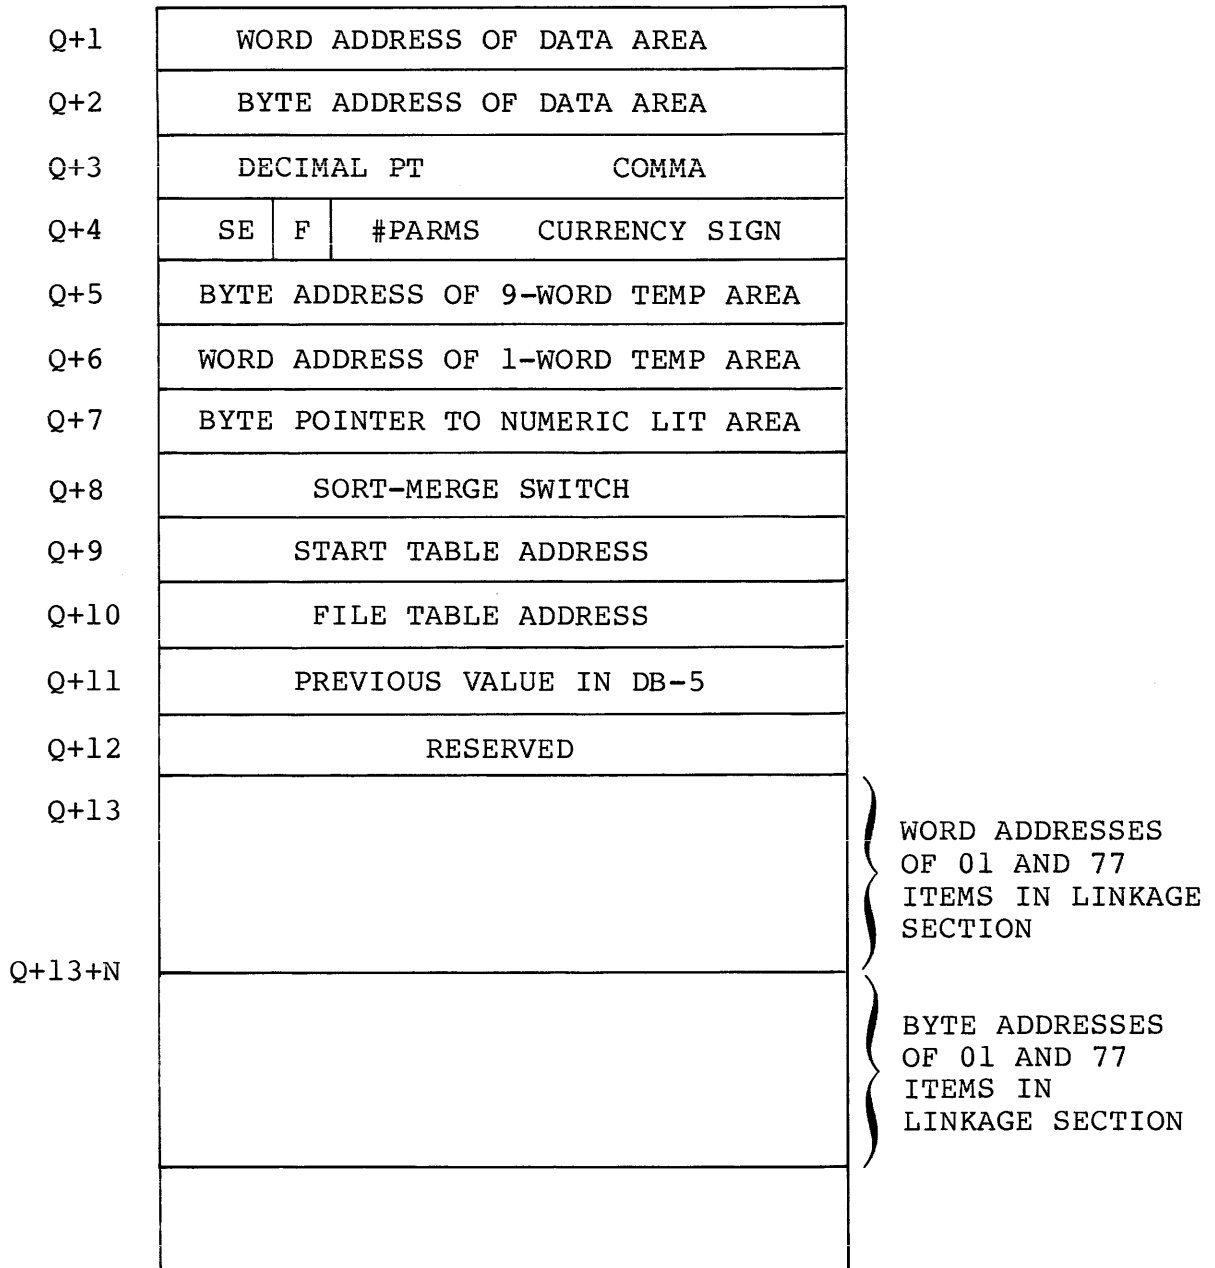 Q+1 WORD ADDRESS OF DATA AREA
Q+2 BYTE ADDRESS OF DATA AREA
Q+3 DECIMAL PT COMMA
Q+4 SE F #PARMS CURRENCY SIGN
Q+5 BYTE ADDRESS OF 9-WORD TEMP AREA
Q+6 WORD ADDRESS OF 1-WORD TEMP AREA
Q+7 BYTE POINTER TO NUMERIC LIT AREA
Q+8 SORT-MERGE SWITCH
Q+9 START TABLE ADDRESS
Q+10 FILE TABLE ADDRESS
Q+11 PREVIOUS VALUE IN DB-5
Q+12 RESERVED
Q+13
WORD ADDRESSES
OF 01 AND 77
ITEMS IN LINKAGE
SECTION
Q+13+N
BYTE ADDRESSES
OF 01 AND 77
ITEMS IN
LINKAGE SECTION